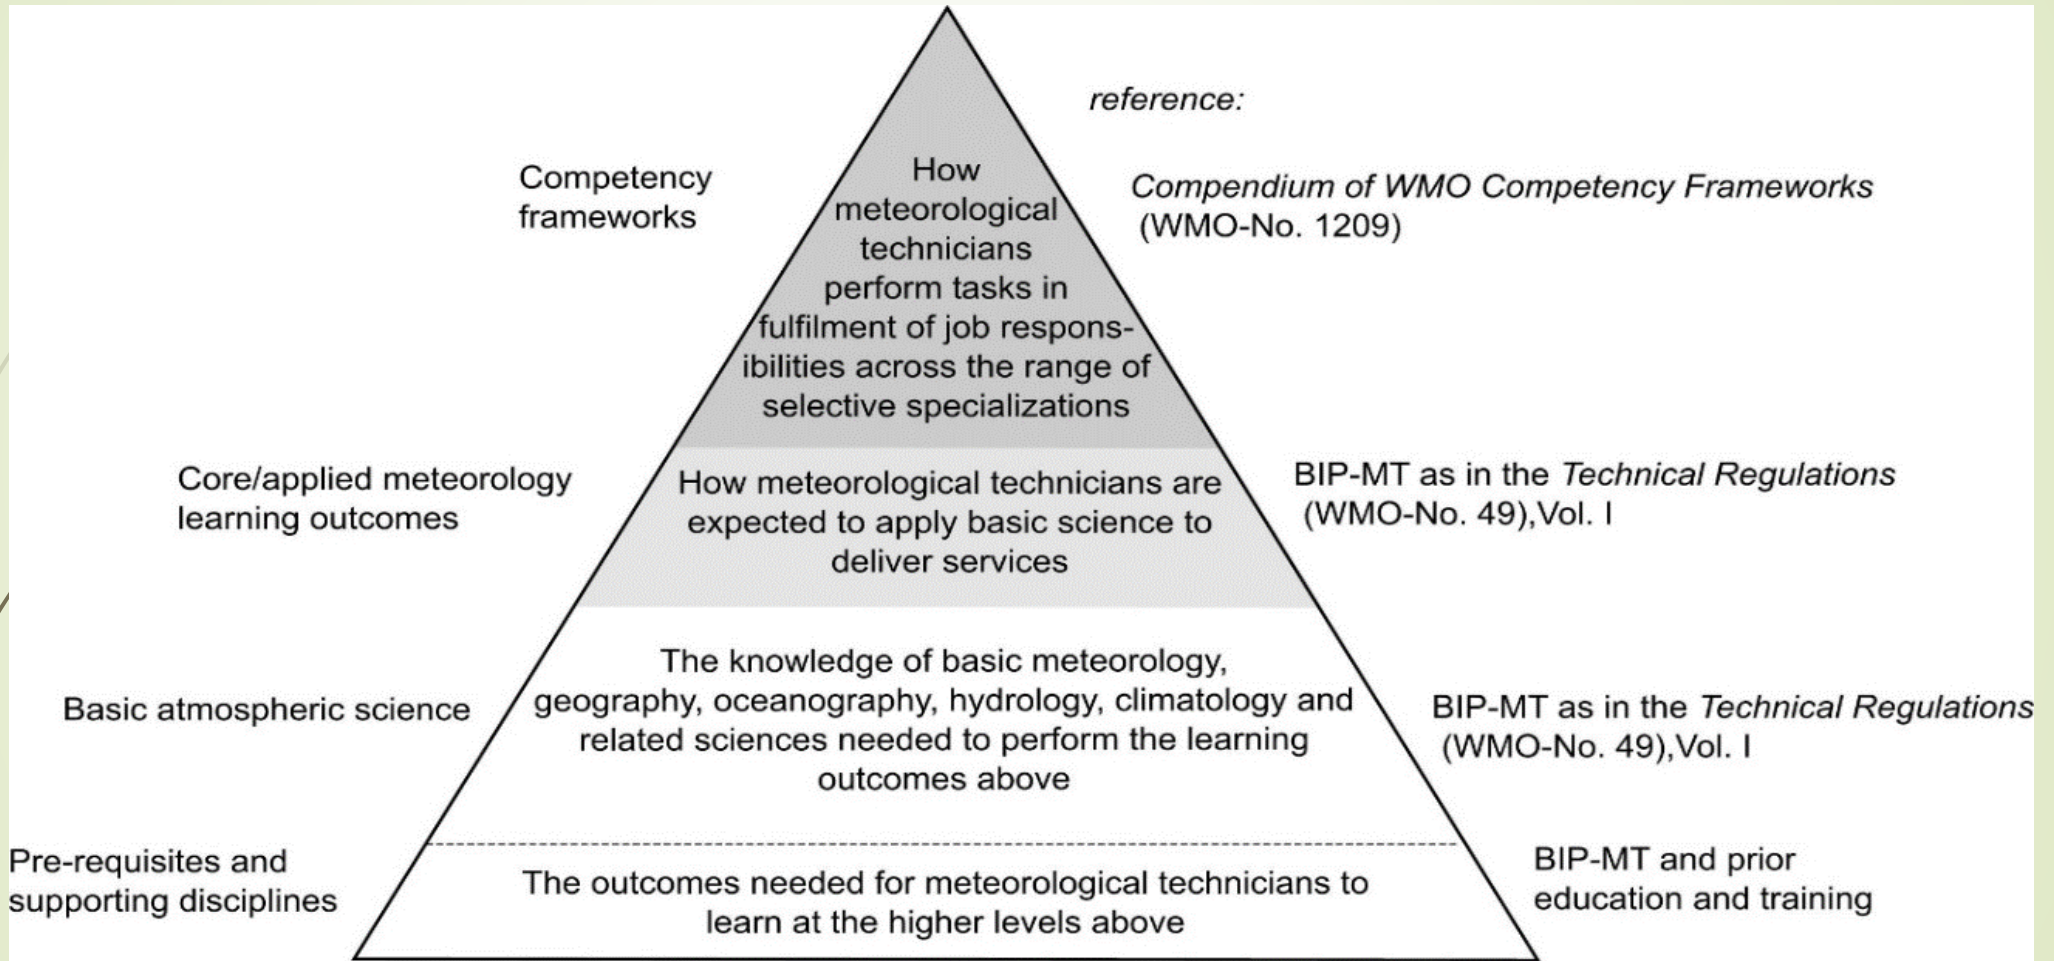 reference:
Competency
frameworks
How
meteorological
technicians
perform tasks in
fulfilment of job respons-
ibilities across the range of
selective specializations
Compendium of WMO Competency Frameworks
(WMO-No. 1209)
Core/applied meteorology
learning outcomes
How meteorological technicians are
expected to apply basic science to
deliver services
BIP-MT as in the Technical Regulations
(WMO-No. 49),Vol. I
Basic atmospheric science
The knowledge of basic meteorology,
geography, oceanography, hydrology, climatology and
related sciences needed to perform the learning
outcomes above
BIP-MT as in the Technical Regulations
(WMO-No. 49),Vol. I
Pre-requisites and
supporting disciplines
The outcomes needed for meteorological technicians to
learn at the higher levels above
BIP-MT and prior
education and training